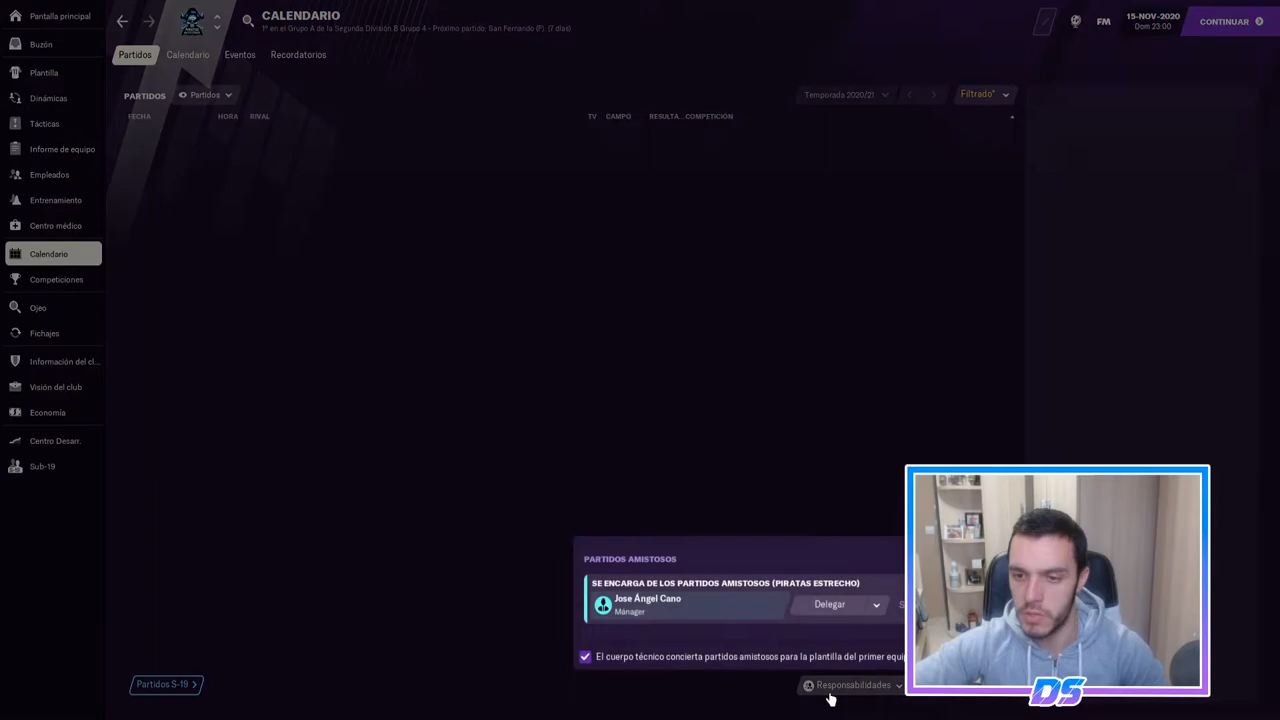 Pantalla principal
CALENDARIO
1º en el Grupo A de la Segunda División B Grupo 4 - Próximo partido: San Fernando (F) (7 días)
FM
15-NOV-2020
Dom 23:00
CONTINUAR
Buzón
Partidos
Calendario
Eventos
Recordatorios
Plantilla
Dinámicas
Tácticas
Informe de equipo
Empleados
Entrenamiento
Centro médico
Calendario
Competiciones
Ojeo
Fichajes
Información del cl...
Visión del club
Economía
Centro Desarr.
Sub-19
PARTIDOS
Partidos
Temporada 2020/21
Filtrado*
FECHA
HORA
RIVAL
TV
CAMPO
RESULTA...
COMPETICIÓN
PARTIDOS AMISTOSOS
SE ENCARGA DE LOS PARTIDOS AMISTOSOS (PIRATAS ESTRECHO)
Jose Ángel Cano
Mánager
Delegar
El cuerpo técnico concierta partidos amistosos para la plantilla del primer equip
Partidos S-19
Responsabilidades
DS